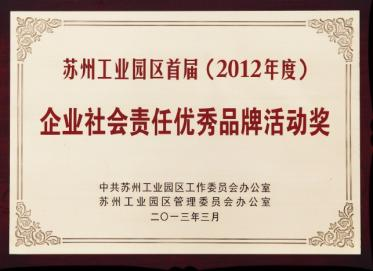 苏州工业园区首届（2012年度）
企业社会责任优秀品牌活动奖
中共苏州工业园区工作委员会办公室
苏州工业园区管理委员会办公室
二〇一三年三月